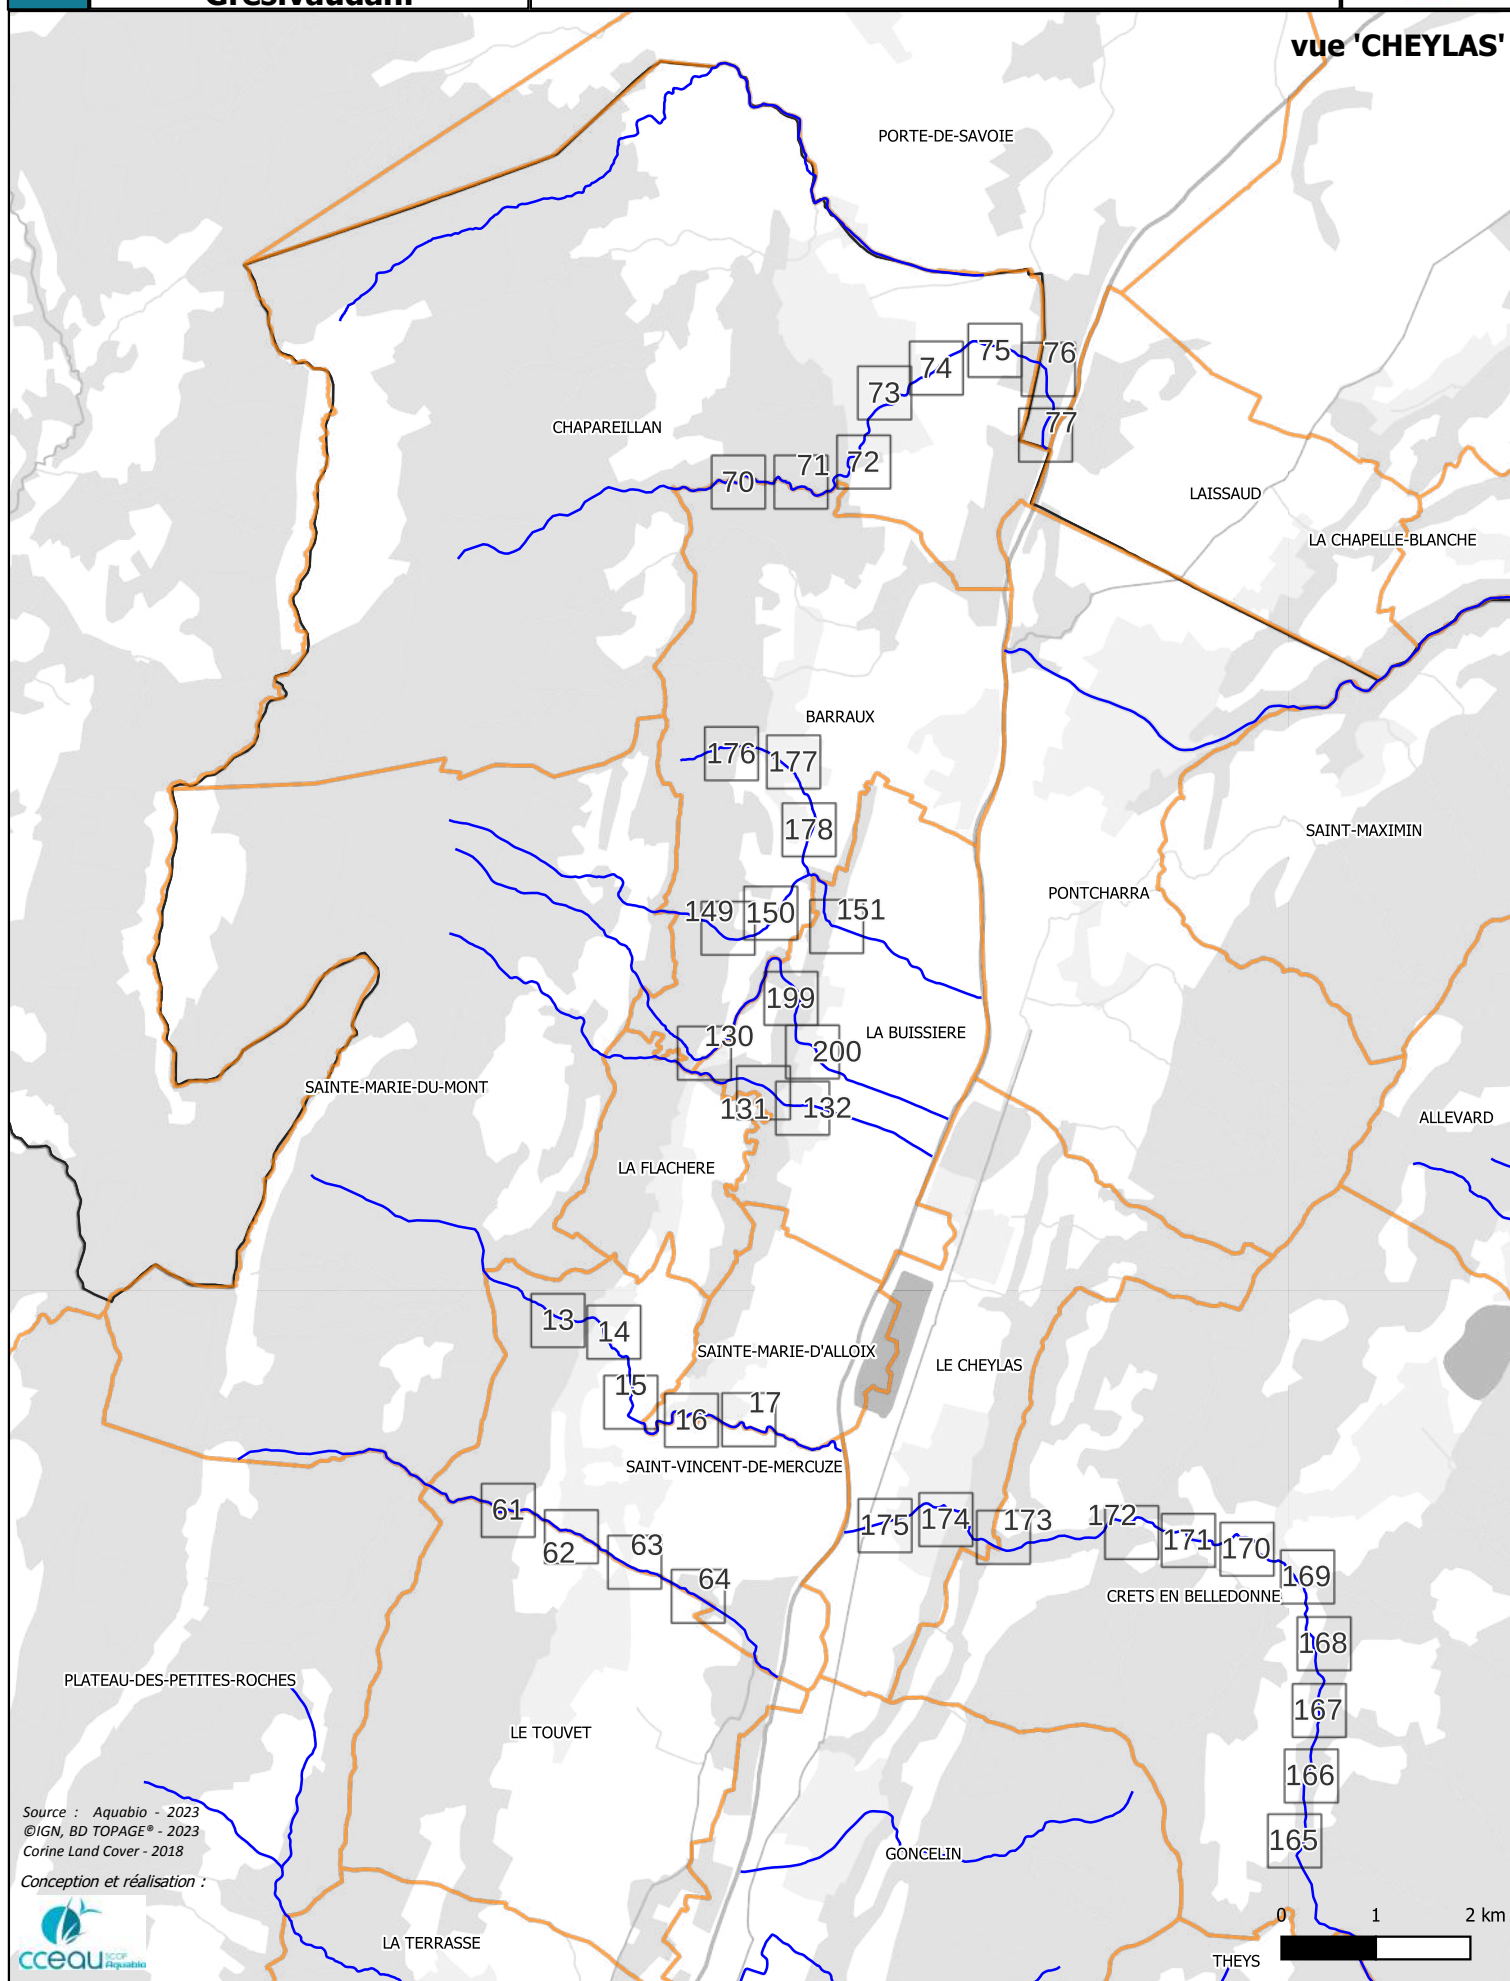 Grésivaudan
vue 'CHEYLAS'
PORTE-DE-SAVOIE
75
76
74
73
77
CHAPAREILLAN
72
71
70
LAISSAUD
LA CHAPELLE-BLANCHE
BARRAUX
176
177
178
SAINT-MAXIMIN
PONTCHARRA
149
150
151
199
LA BUISSIERE
130
200
SAINTE-MARIE-DU-MONT
131
132
ALLEVARD
LA FLACHERE
13
14
SAINTE-MARIE-D'ALLOIX
LE CHEYLAS
15
16
17
SAINT-VINCENT-DE-MERCUZE
61
62
63
64
175
174
173
172
171
170
169
CRETS EN BELLEDONNE
168
PLATEAU-DES-PETITES-ROCHES
167
LE TOUVET
166
165
GONCELIN
Source : Aquabio - 2023
©IGN, BD TOPAGE® - 2023
Corine Land Cover - 2018
Conception et réalisation :
cceau SCOP Aquabio
LA TERRASSE
0 1 2 km
THEYS